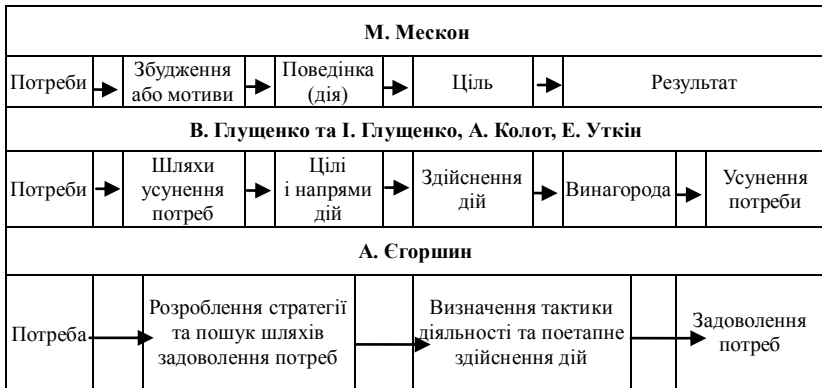 М. Мескон
Потреби
Збудження
або мотиви
Поведінка
(дія)
Ціль
Результат
В. Глущенко та І. Глущенко, А. Колот, Е. Уткін
Потреби
Шляхи
усунення
потреб
Цілі
і напрями
дій
Здійснення
дій
Винагорода
Усунення
потреби
А. Єгоршин
Потреба
Розроблення стратегії
та пошук шляхів
задоволення потреб
Визначення тактики
діяльності та поетапне
здійснення дій
Задоволення
потреб